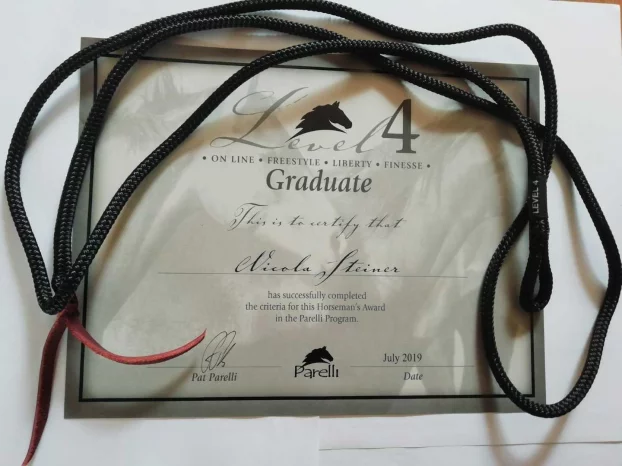 Level 4
• ON LINE • FREESTYLE • LIBERTY • FINESSE •
Graduate
This is to certify that
Nicola Steiner
has successfully completed
the criteria for this Horseman's Award
in the Parelli Program.
Pat Parelli
Parelli
July 2019
Date
LEVEL 4